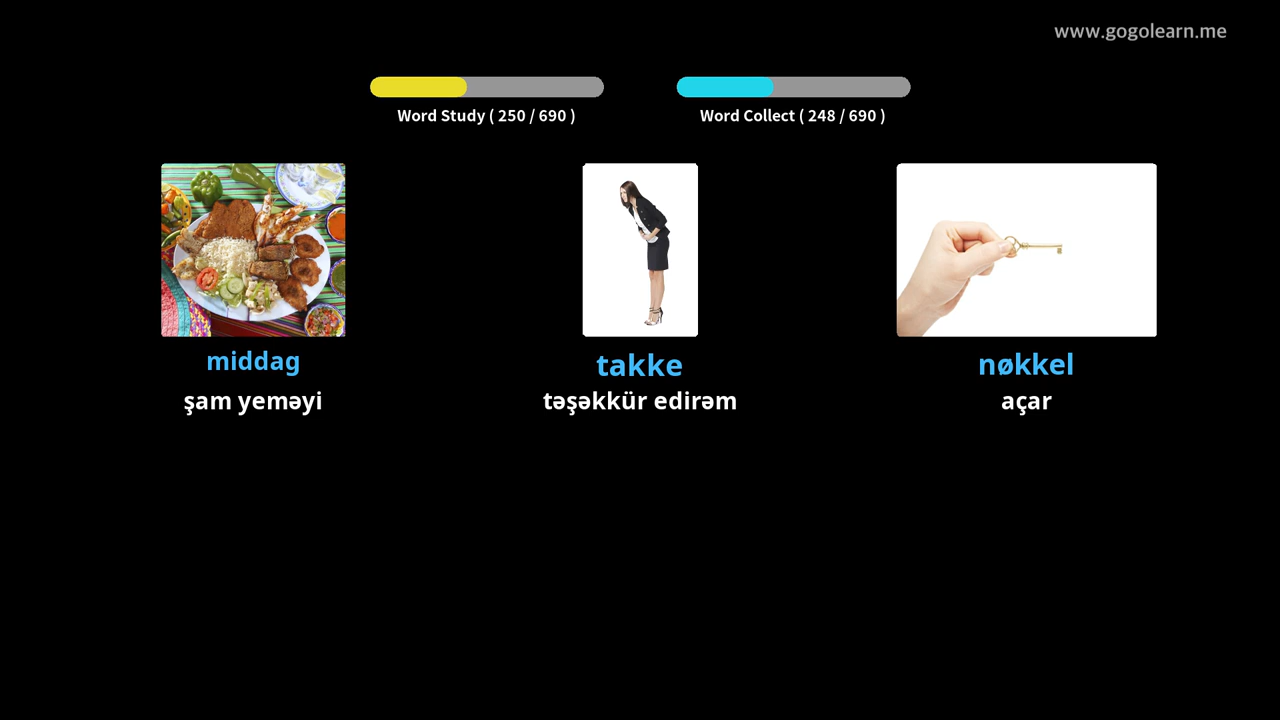 www.gogolearn.me
Word Study ( 250 / 690 )
Word Collect ( 248 / 690 )
middag
takke
nøkkel
şam yeməyi
təşəkkür edirəm
açar